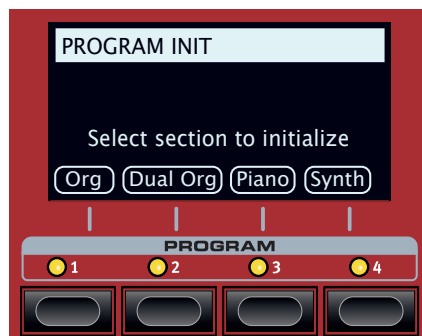 PROGRAM INIT
Select section to initialize
Org Dual Org Piano Synth
PROGRAM
1 2 3 4